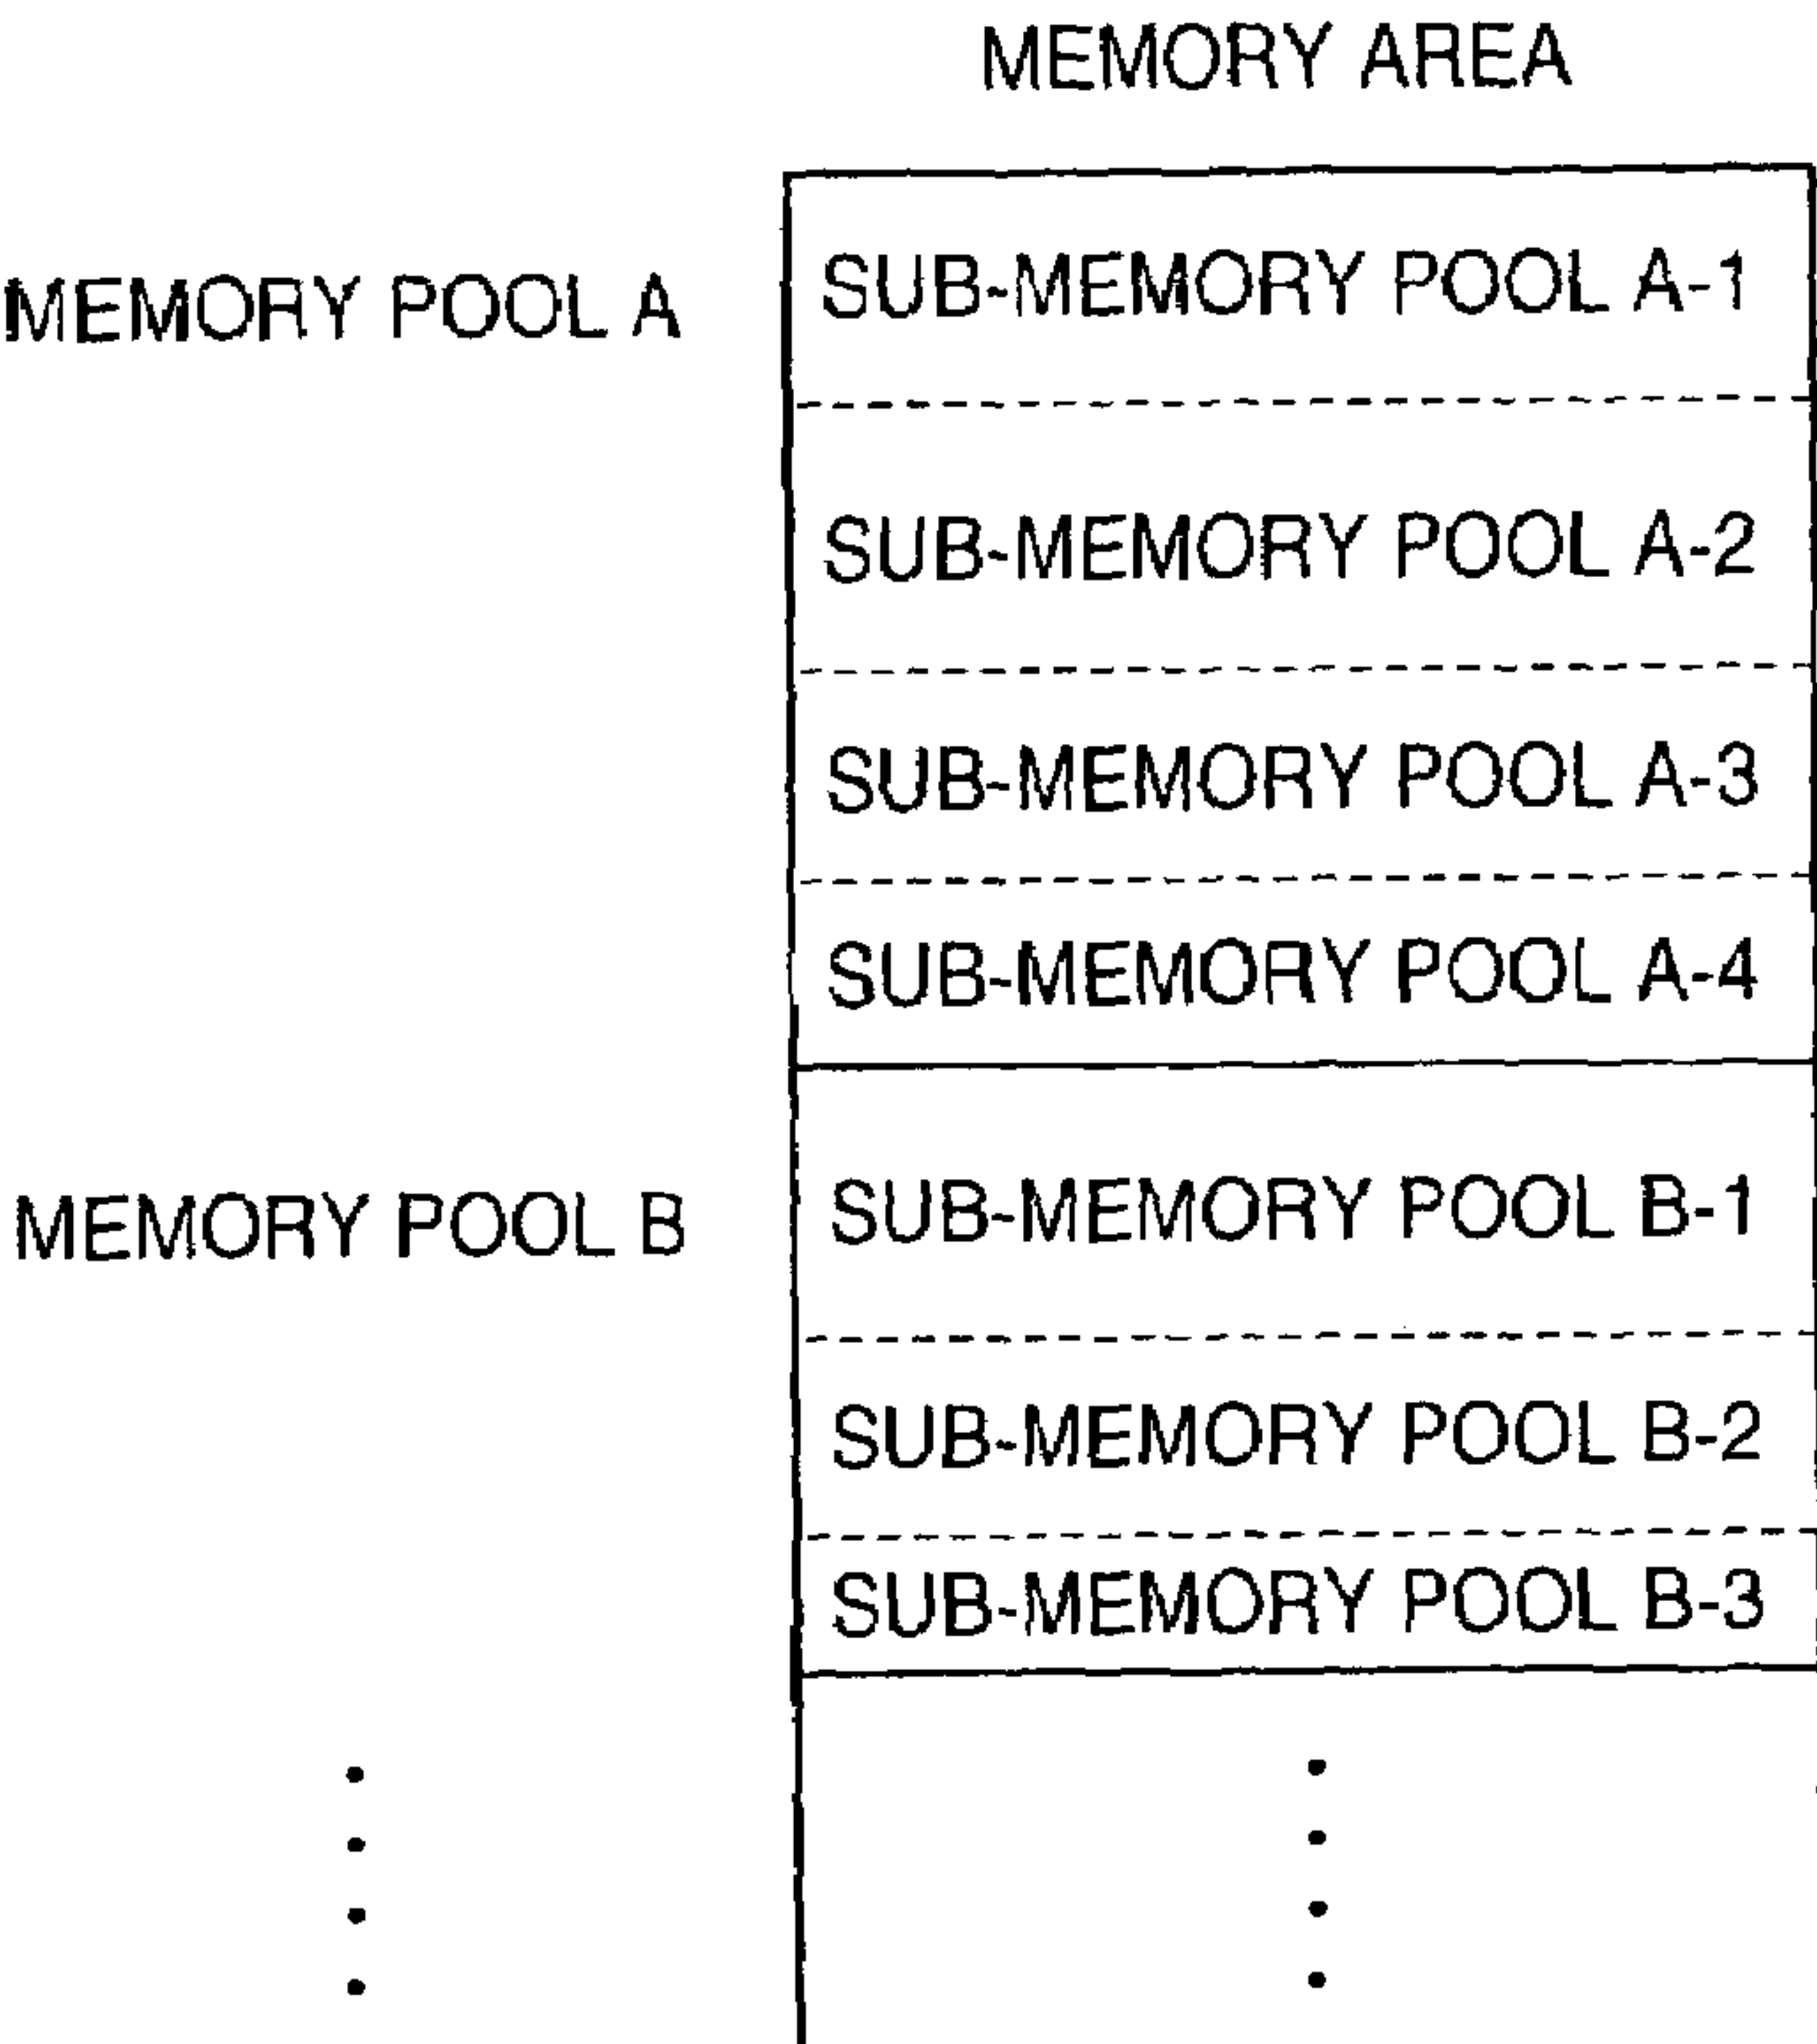 MEMORY AREA
MEMORY POOL A
SUB-MEMORY POOL A-1
SUB-MEMORY POOL A-2
SUB-MEMORY POOL A-3
SUB-MEMORY POOL A-4
MEMORY POOL B
SUB-MEMORY POOL B-1
SUB-MEMORY POOL B-2
SUB-MEMORY POOL B-3